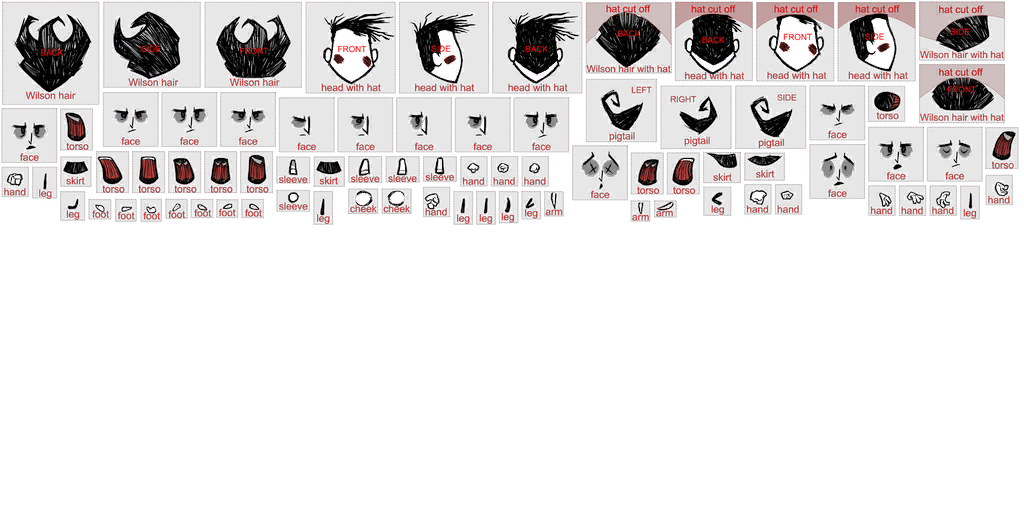 BACK
Wilson hair
SIDE
Wilson hair
FRONT
Wilson hair
FRONT
head with hat
SIDE
head with hat
BACK
head with hat
hat cut off
BACK
Wilson hair with hat
hat cut off
BACK
head with hat
hat cut off
FRONT
head with hat
hat cut off
SIDE
head with hat
hat cut off
SIDE
Wilson hair with hat
hat cut off
FRONT
Wilson hair with hat
face
torso
face
face
face
face
face
face
face
face
LEFT
pigtail
RIGHT
pigtail
SIDE
pigtail
face
torso
hand
leg
skirt
torso
torso
torso
torso
torso
sleeve
skirt
sleeve
sleeve
sleeve
hand
hand
hand
face
torso
torso
skirt
skirt
face
face
face
torso
leg
foot
foot
foot
foot
foot
foot
foot
sleeve
leg
cheek
cheek
hand
leg
leg
leg
leg
arm
arm
arm
leg
hand
hand
hand
hand
hand
leg
hand